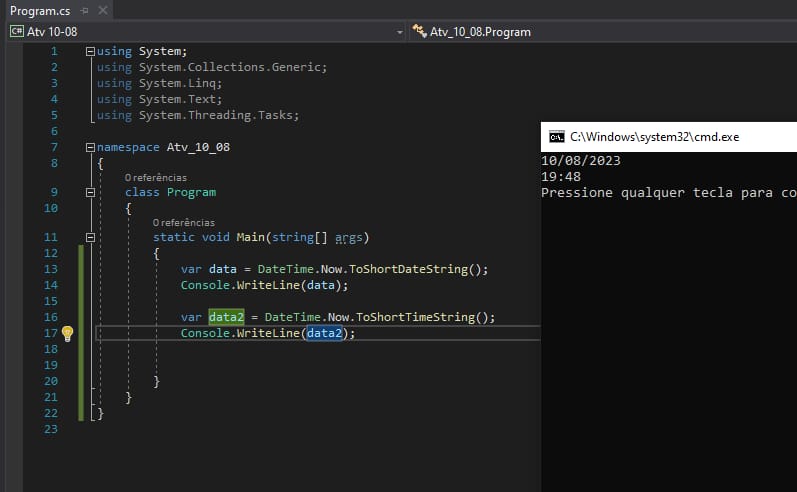 Program.cs
C# Atv 10-08
Atv_10_08.Program
1 using System;
2 using System.Collections.Generic;
3 using System.Linq;
4 using System.Text;
5 using System.Threading.Tasks;
6
7 namespace Atv_10_08
8 {
0 referências
9 class Program
10 {
0 referências
11 static void Main(string[] args)
12 {
13 var data = DateTime.Now.ToShortDateString();
14 Console.WriteLine(data);
15
16 var data2 = DateTime.Now.ToShortTimeString();
17 Console.WriteLine(data2);
18
19
20 }
21 }
22 }
23
C:\Windows\system32\cmd.exe
10/08/2023
19:48
Pressione qualquer tecla para co